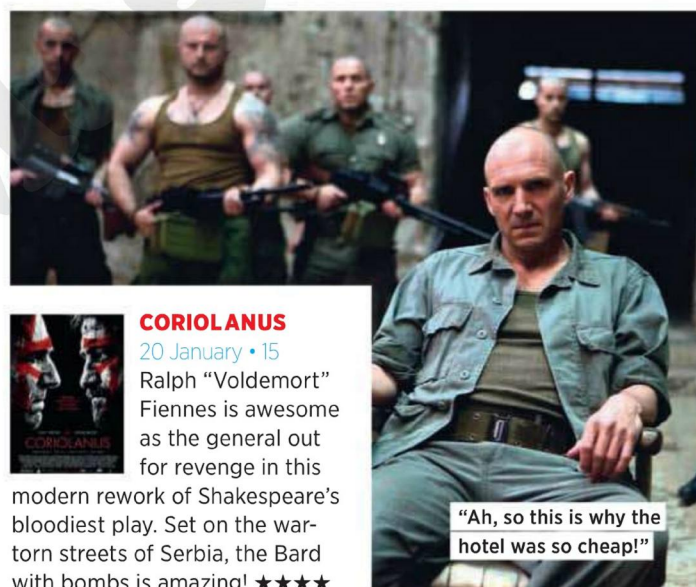 CORIOLANUS
CORIOLANUS
20 January • 15
Ralph “Voldemort”
Fiennes is awesome
as the general out
for revenge in this
modern rework of Shakespeare’s
bloodiest play. Set on the war-
torn streets of Serbia, the Bard
with bombs is amazing! ★★★★
“Ah, so this is why the
hotel was so cheap!”